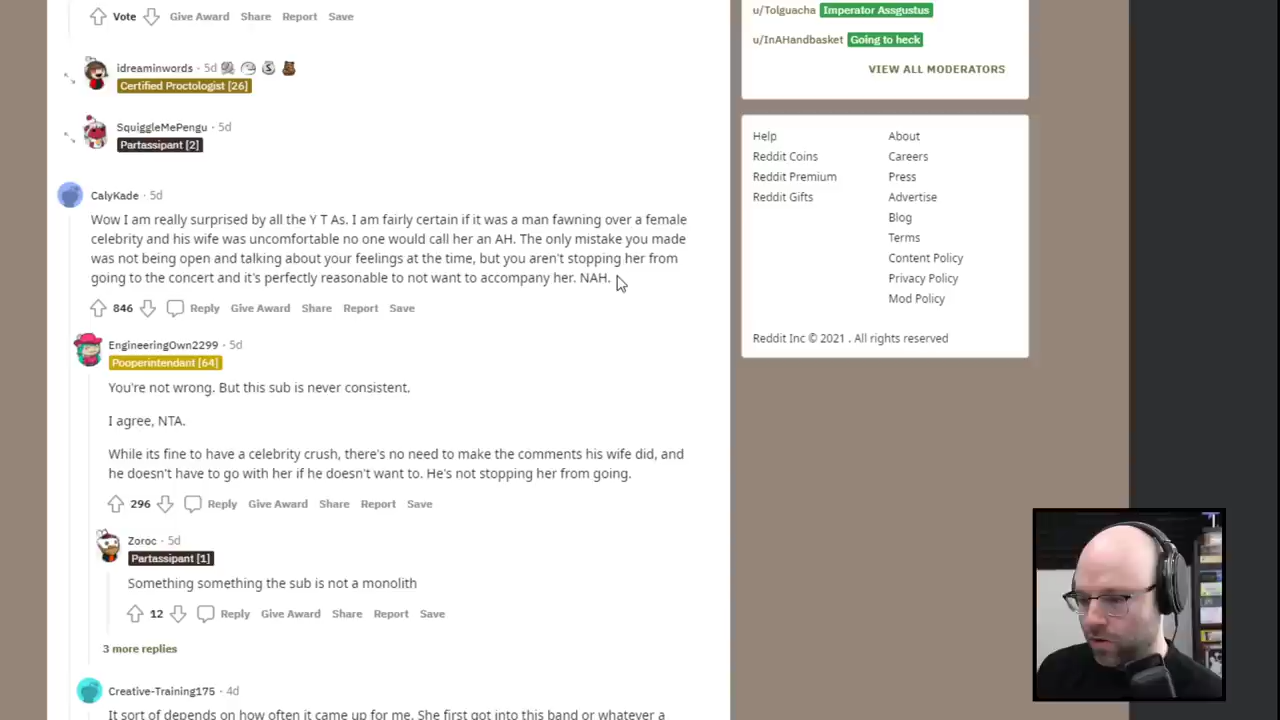 Vote Give Award Share Report Save
u/Tolguacha Imperator Assgustus
u/InAHandbasket Going to heck
VIEW ALL MODERATORS
idreaminwords · 5d
Certified Proctologist [26]
SquiggleMePengu · 5d
Partassipant [2]
Help About
Reddit Coins Careers
Reddit Premium Press
Reddit Gifts Advertise
Blog
Terms
Content Policy
Privacy Policy
Mod Policy
Reddit Inc © 2021 . All rights reserved
CalyKade · 5d
Wow I am really surprised by all the Y T As. I am fairly certain if it was a man fawning over a female
celebrity and his wife was uncomfortable no one would call her an AH. The only mistake you made
was not being open and talking about your feelings at the time, but you aren't stopping her from
going to the concert and it's perfectly reasonable to not want to accompany her. NAH.
846 Reply Give Award Share Report Save
EngineeringOwn2299 · 5d
Pooperintendant [64]
You're not wrong. But this sub is never consistent.
I agree, NTA.
While its fine to have a celebrity crush, there's no need to make the comments his wife did, and
he doesn't have to go with her if he doesn't want to. He's not stopping her from going.
296 Reply Give Award Share Report Save
Zoroc · 5d
Partassipant [1]
Something something the sub is not a monolith
12 Reply Give Award Share Report Save
3 more replies
Creative-Training175 · 4d
It sort of depends on how often it came up for me. She first got into this band or whatever a